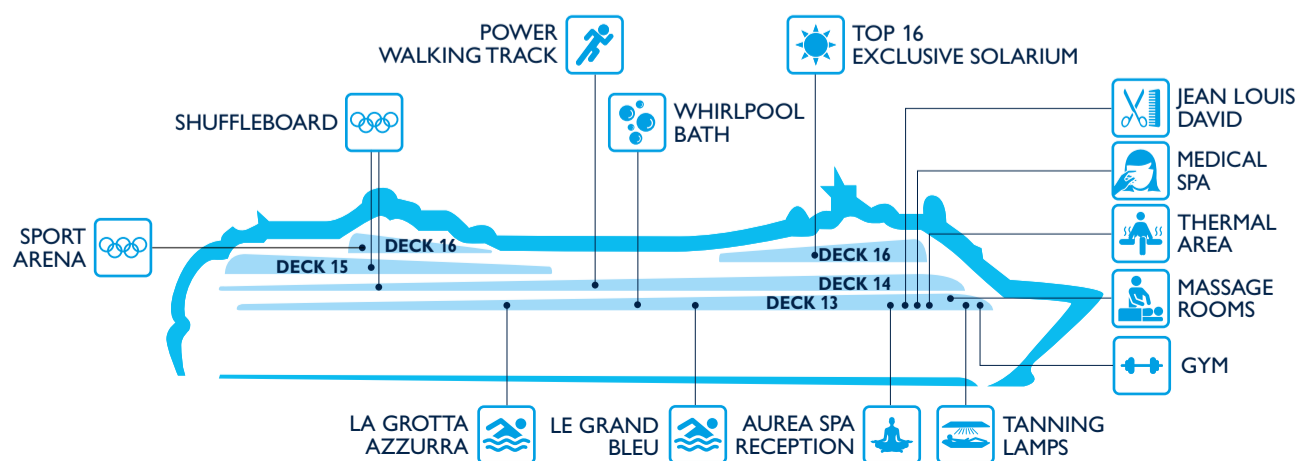 POWER
WALKING TRACK
TOP 16
EXCLUSIVE SOLARIUM
SHUFFLEBOARD
WHIRLPOOL
BATH
JEAN LOUIS
DAVID
MEDICAL
SPA
SPORT
ARENA
THERMAL
AREA
DECK 16
DECK 16
DECK 15
DECK 14
DECK 13
MASSAGE
ROOMS
GYM
LA GROTTA
AZZURRA
LE GRAND
BLEU
AUREA SPA
RECEPTION
TANNING
LAMPS